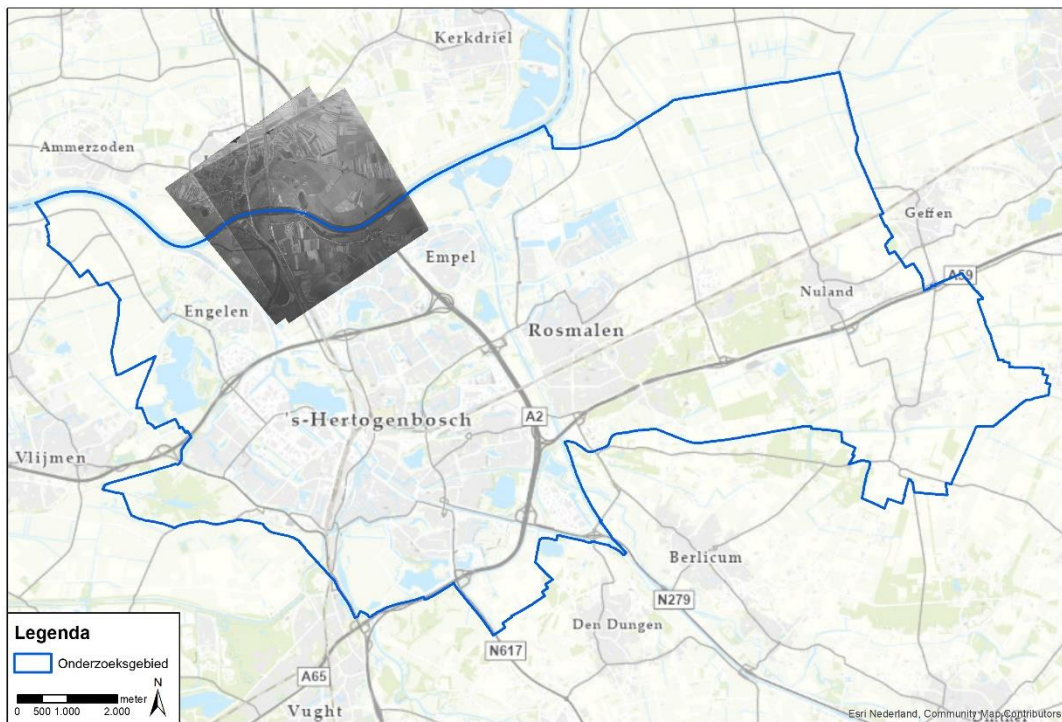 Kerkdriel
Ammerzoden
Geffen
Empel
A59
Nuland
Engelen
Rosmalen
A2
's-Hertogenbosch
Vlijmen
Berlicum
N279
Den Dungen
N617
A65
Vught
Legenda
Onderzoeksgebied
N
meter
0 500 1.000 2.000
Esri Nederland, Community Map Contributors